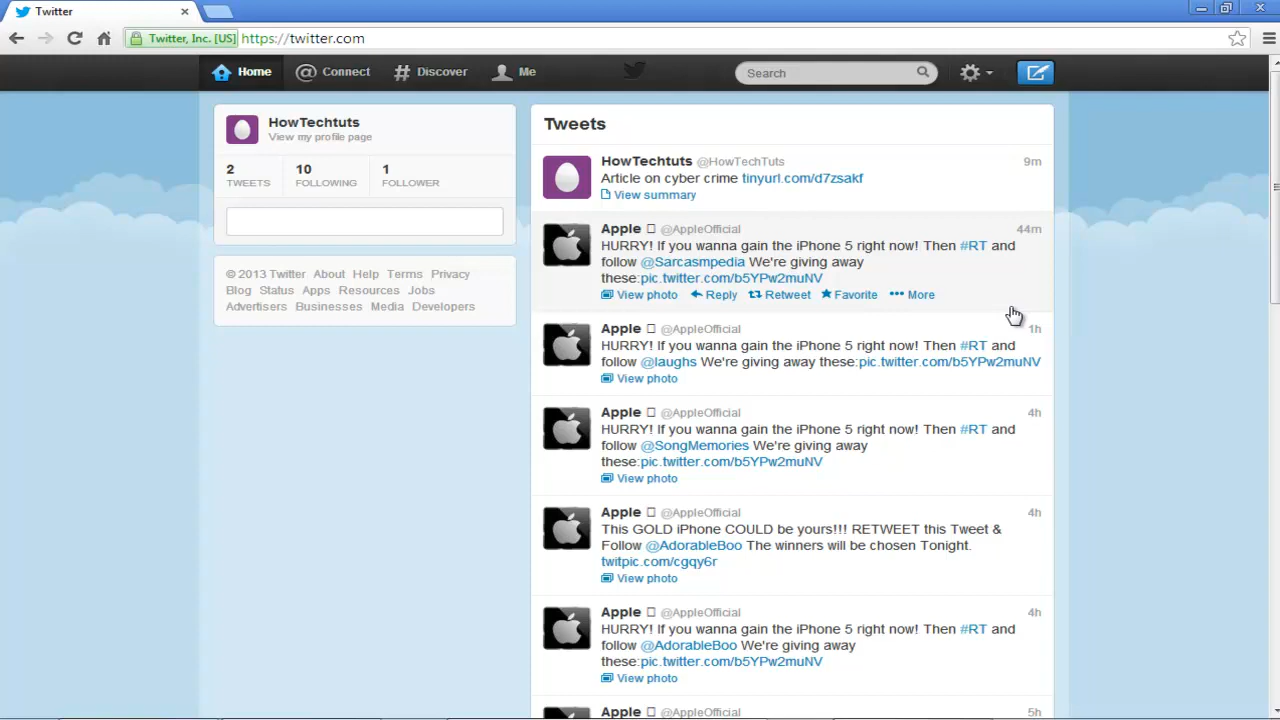 Twitter
Twitter, Inc. [US] https://twitter.com
Home Connect Discover Me Search
HowTechtuts
View my profile page
2 10 1
TWEETS FOLLOWING FOLLOWER
© 2013 Twitter About Help Terms Privacy
Blog Status Apps Resources Jobs
Advertisers Businesses Media Developers
Tweets
HowTechtuts @HowTechTuts 9m
Article on cyber crime tinyurl.com/d7zsakf
View summary
Apple @AppleOfficial 44m
HURRY! If you wanna gain the iPhone 5 right now! Then #RT and
follow @Sarcasmpedia We're giving away
these:pic.twitter.com/b5YPw2muNV
View photo Reply Retweet Favorite More
Apple @AppleOfficial 1h
HURRY! If you wanna gain the iPhone 5 right now! Then #RT and
follow @laughs We're giving away these:pic.twitter.com/b5YPw2muNV
View photo
Apple @AppleOfficial 4h
HURRY! If you wanna gain the iPhone 5 right now! Then #RT and
follow @SongMemories We're giving away
these:pic.twitter.com/b5YPw2muNV
View photo
Apple @AppleOfficial 4h
This GOLD iPhone COULD be yours!!! RETWEET this Tweet &
Follow @AdorableBoo The winners will be chosen Tonight.
twitpic.com/cgqy6r
View photo
Apple @AppleOfficial 4h
HURRY! If you wanna gain the iPhone 5 right now! Then #RT and
follow @AdorableBoo We're giving away
these:pic.twitter.com/b5YPw2muNV
View photo
Apple @AppleOfficial 5h